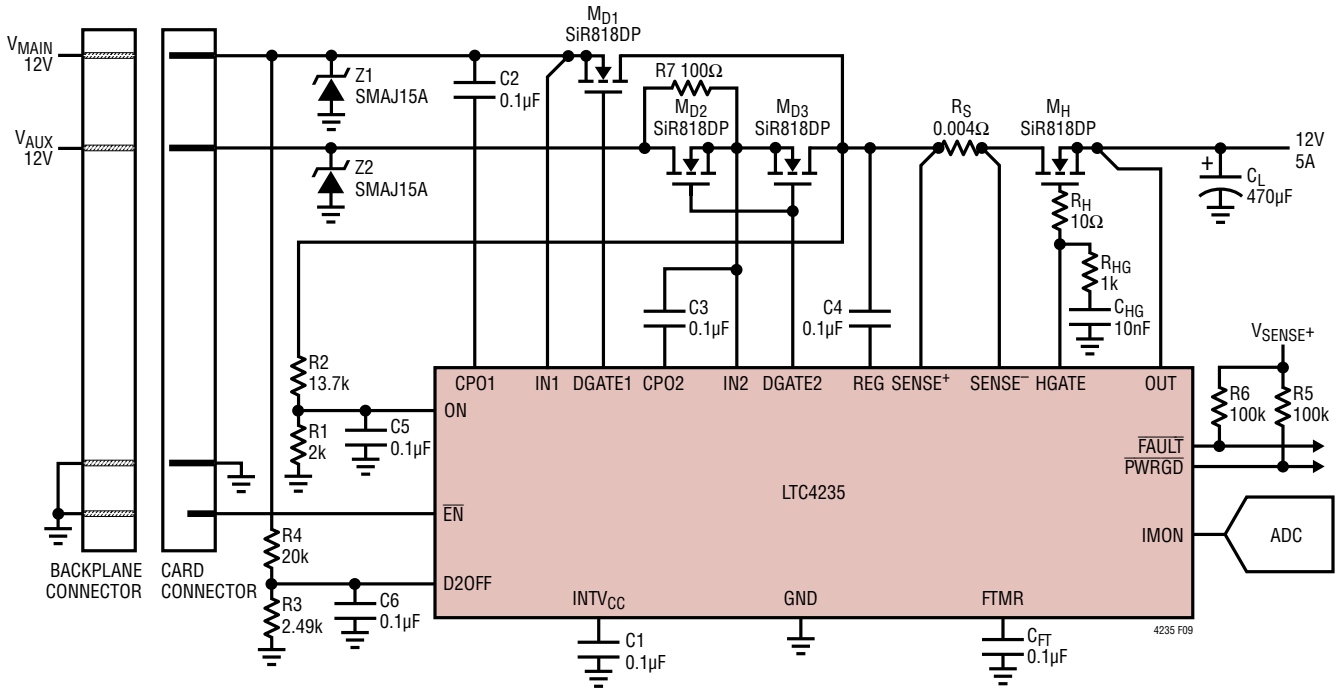 V_MAIN
12V
V_AUX
12V
BACKPLANE
CONNECTOR
CARD
CONNECTOR
Z1
SMAJ15A
Z2
SMAJ15A
C2
0.1µF
M_D1
SiR818DP
R7 100Ω
M_D2
SiR818DP
M_D3
SiR818DP
R_S
0.004Ω
M_H
SiR818DP
12V
5A
+
C_L
470µF
R_H
10Ω
R_HG
1k
C_HG
10nF
C3
0.1µF
C4
0.1µF
V_SENSE+
R6
100k
R5
100k
R2
13.7k
R1
2k
C5
0.1µF
R4
20k
R3
2.49k
C6
0.1µF
CPO1
IN1
DGATE1
CPO2
IN2
DGATE2
REG
SENSE⁺
SENSE⁻
HGATE
OUT
ON
E̅N̅
D2OFF
LTC4235
F̅A̅U̅L̅T̅
P̅W̅R̅G̅D̅
IMON
ADC
INTV_CC
GND
FTMR
C1
0.1µF
C_FT
0.1µF
4235 F09